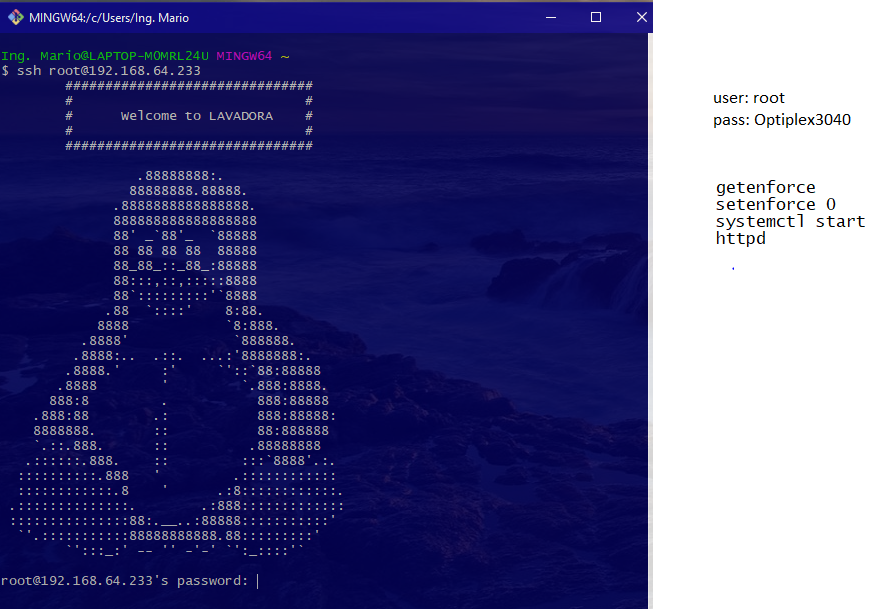 MINGW64:/c/Users/Ing. Mario
Ing. Mario@LAPTOP-M0MRL24U MINGW64 ~
$ ssh root@192.168.64.233
###############################
#                             #
#      Welcome to LAVADORA    #
#                             #
###############################
.88888888:.
88888888.88888.
.8888888888888888.
888888888888888888
88' _`88'_  `88888
88 88 88 88  88888
88_88_::_88_:88888
88:::,::,:::::8888
88`:::::::::'`8888
.88  `::::'    8:88.
8888            `8:888.
.8888'             `888888.
.8888:..  .::.  ...:'8888888:.
.8888.'     :'     `'::`88:88888
.8888        '         `.888:8888.
888:8         .           888:88888
.888:88        .:           888:88888:
8888888.       ::           88:888888
`.::.888.      ::          .88888888
.::::::.888.    ::         :::`8888'.:.
::::::::::.888   '         .::::::::::::
::::::::::::.8    '      .:8::::::::::::.
.::::::::::::::.        .:888:::::::::::::
:::::::::::::::88:.__..:88888:::::::::::'
`'.:::::::::::88888888888.88:::::::::'
`':::_:' -- '' -'-' `':_::::'`
root@192.168.64.233's password:
user: root
pass: Optiplex3040
getenforce
setenforce 0
systemctl start
httpd